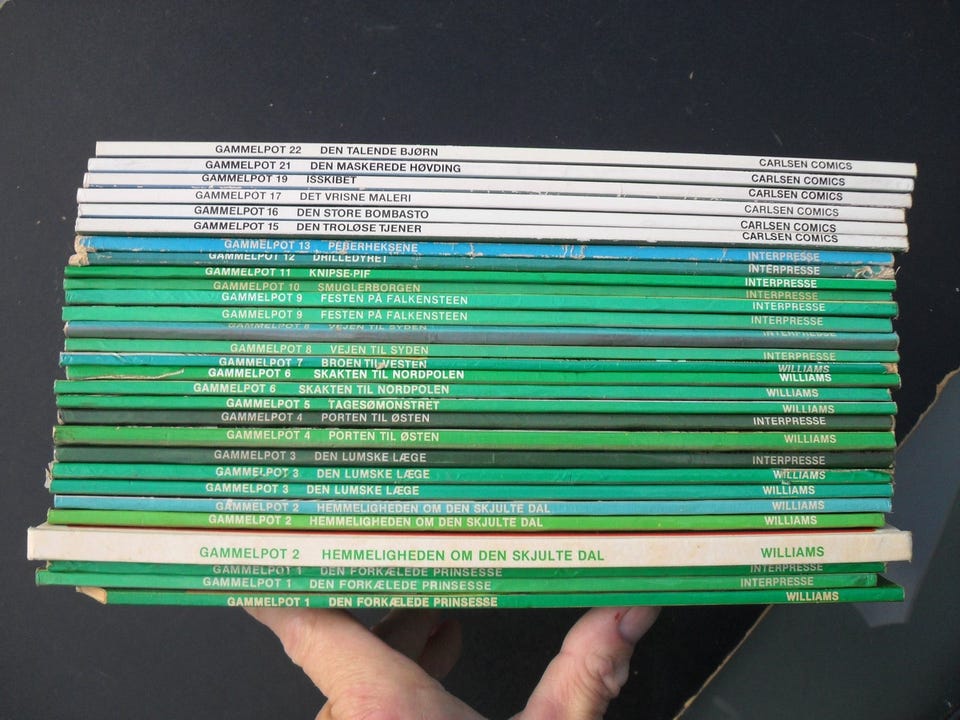 GAMMELPOT 22 DEN TALENDE BJØRN CARLSEN COMICS
GAMMELPOT 21 DEN MASKEREDE HØVDING CARLSEN COMICS
GAMMELPOT 19 ISSKIBET CARLSEN COMICS
GAMMELPOT 17 DET VRISNE MALERI CARLSEN COMICS
GAMMELPOT 16 DEN STORE BOMBASTO CARLSEN COMICS
GAMMELPOT 15 DEN TROLØSE TJENER CARLSEN COMICS
GAMMELPOT 13 PEBERHEKSENE INTERPRESSE
GAMMELPOT 12 DRILLEDYRET INTERPRESSE
GAMMELPOT 11 KNIPSE-PIF INTERPRESSE
GAMMELPOT 10 SMUGLERBORGEN INTERPRESSE
GAMMELPOT 9 FESTEN PÅ FALKENSTEEN INTERPRESSE
GAMMELPOT 9 FESTEN PÅ FALKENSTEEN INTERPRESSE
GAMMELPOT 8 VEJEN TIL SYDEN INTERPRESSE
GAMMELPOT 8 VEJEN TIL SYDEN INTERPRESSE
GAMMELPOT 7 BROEN TIL VESTEN WILLIAMS
GAMMELPOT 6 SKAKTEN TIL NORDPOLEN WILLIAMS
GAMMELPOT 6 SKAKTEN TIL NORDPOLEN WILLIAMS
GAMMELPOT 5 TAGESØMONSTRET WILLIAMS
GAMMELPOT 4 PORTEN TIL ØSTEN INTERPRESSE
GAMMELPOT 4 PORTEN TIL ØSTEN WILLIAMS
GAMMELPOT 3 DEN LUMSKE LÆGE INTERPRESSE
GAMMELPOT 3 DEN LUMSKE LÆGE WILLIAMS
GAMMELPOT 3 DEN LUMSKE LÆGE WILLIAMS
GAMMELPOT 2 HEMMELIGHEDEN OM DEN SKJULTE DAL WILLIAMS
GAMMELPOT 2 HEMMELIGHEDEN OM DEN SKJULTE DAL WILLIAMS
GAMMELPOT 2 HEMMELIGHEDEN OM DEN SKJULTE DAL WILLIAMS
GAMMELPOT 1 DEN FORKÆLEDE PRINSESSE INTERPRESSE
GAMMELPOT 1 DEN FORKÆLEDE PRINSESSE INTERPRESSE
GAMMELPOT 1 DEN FORKÆLEDE PRINSESSE WILLIAMS